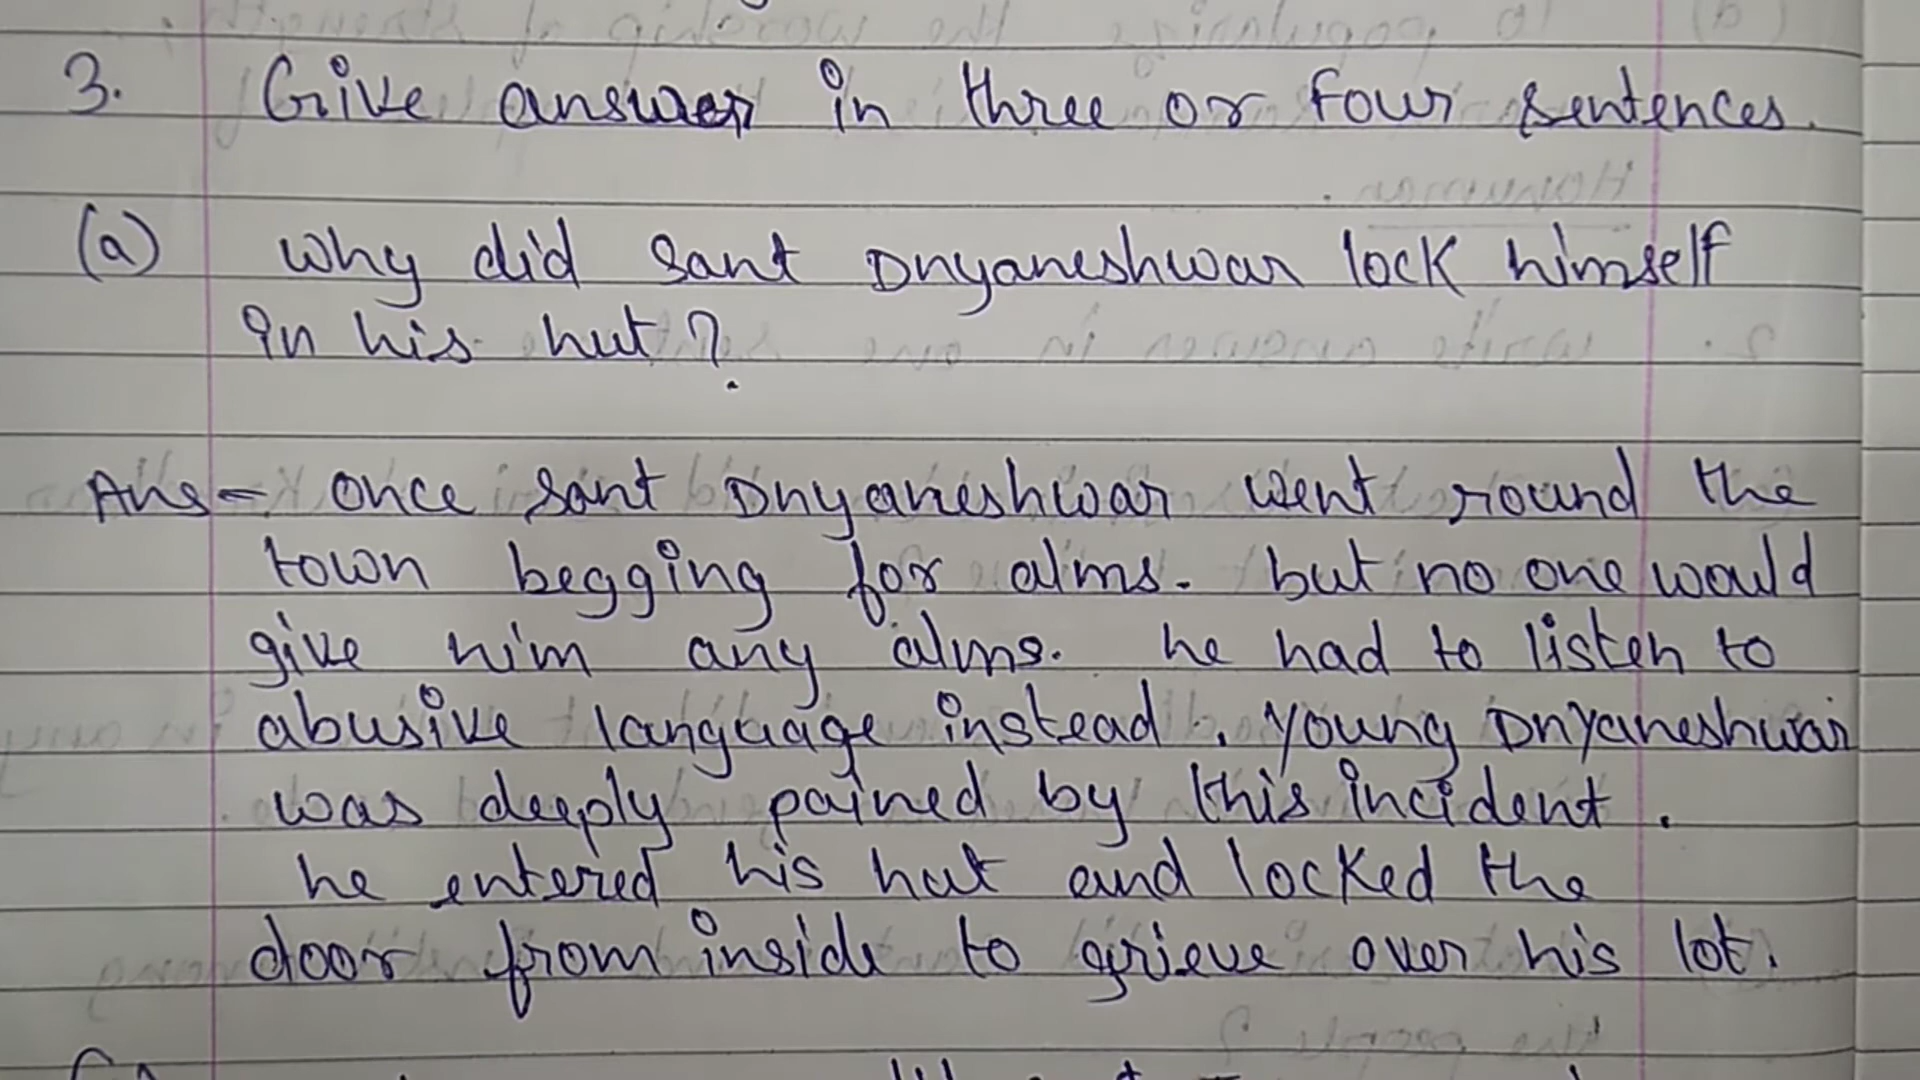 3. Give answer in three or four sentences.
(a) why did sant Dnyaneshwar lock himself
in his hut?
Ans - once sant Dnyaneshwar went round the
town begging for alms. but no one would
give him any alms. he had to listen to
abusive language instead. Young Dnyaneshwar
was deeply pained by this incident.
he entered his hut and locked the
door from inside to grieve over his lot.